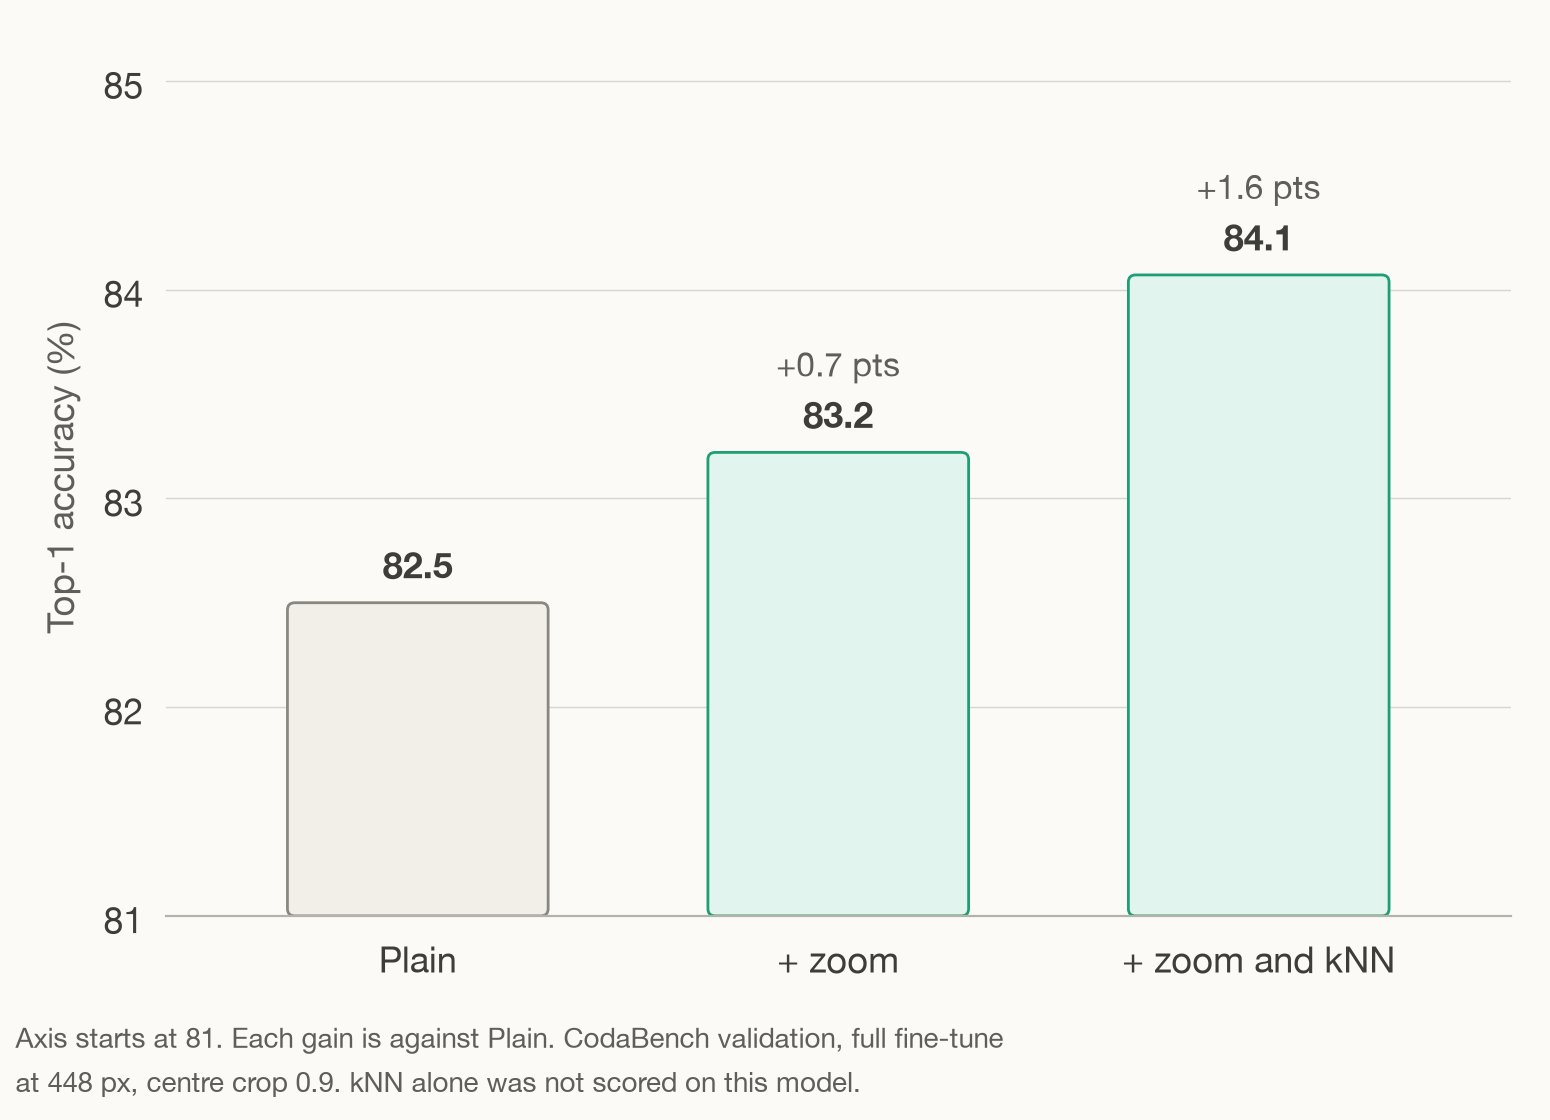 85
84
83
82
81
Top-1 accuracy (%)
82.5
+0.7 pts
83.2
+1.6 pts
84.1
Plain
+ zoom
+ zoom and kNN
Axis starts at 81. Each gain is against Plain. CodaBench validation, full fine-tune
at 448 px, centre crop 0.9. kNN alone was not scored on this model.